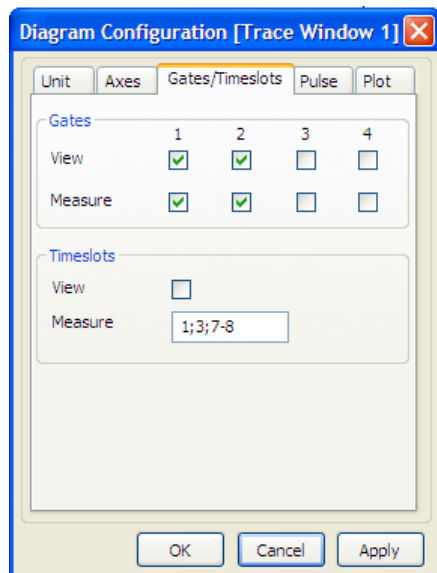 Diagram Configuration [Trace Window 1]
Unit Axes Gates/Timeslots Pulse Plot
Gates
1 2 3 4
View
Measure
Timeslots
View
Measure 1;3;7-8
OK Cancel Apply